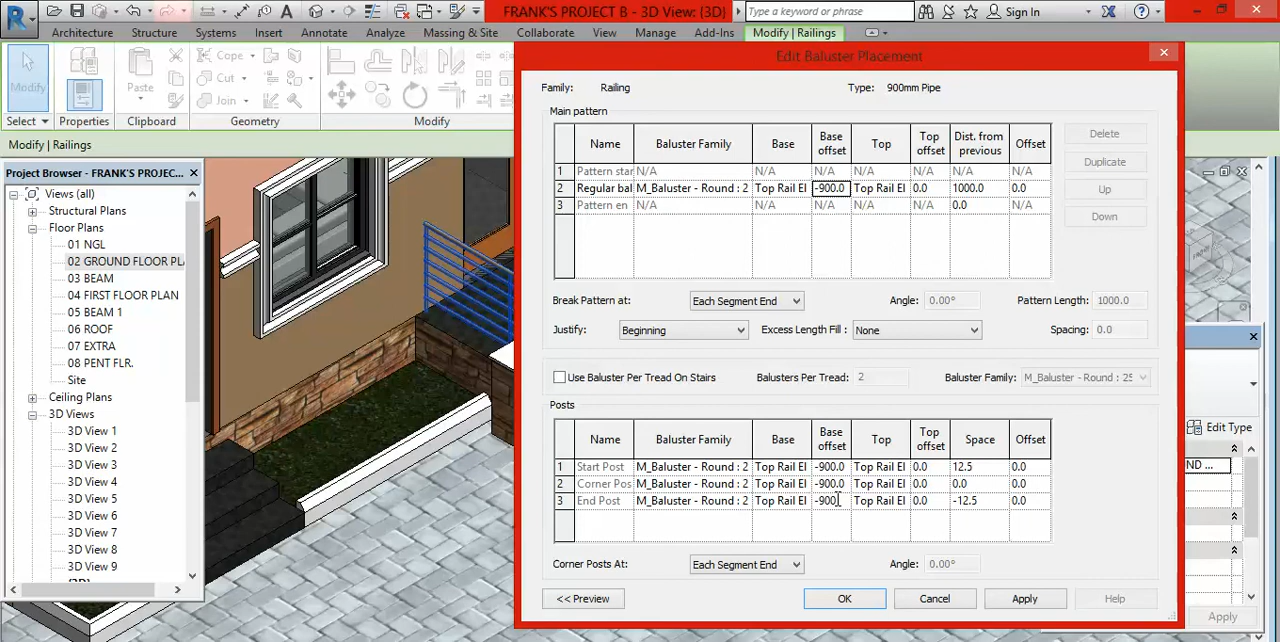 FRANK'S PROJECT B - 3D View: {3D}
Type a keyword or phrase
Sign In
Architecture Structure Systems Insert Annotate Analyze Massing & Site Collaborate View Manage Add-Ins Modify | Railings
Modify
Paste
Cope
Cut
Join
Select Properties Clipboard Geometry Modify
Modify | Railings
Project Browser - FRANK'S PROJEC...
Views (all)
Structural Plans
Floor Plans
01 NGL
02 GROUND FLOOR PL
03 BEAM
04 FIRST FLOOR PLAN
05 BEAM 1
06 ROOF
07 EXTRA
08 PENT FLR.
Site
Ceiling Plans
3D Views
3D View 1
3D View 2
3D View 3
3D View 4
3D View 5
3D View 6
3D View 7
3D View 8
3D View 9
Edit Baluster Placement
Family: Railing Type: 900mm Pipe
Main pattern
Name Baluster Family Base Base offset Top Top offset Dist. from previous Offset
1 Pattern star N/A N/A N/A N/A N/A N/A N/A
2 Regular bal M_Baluster - Round : 2 Top Rail El -900.0 Top Rail El 0.0 1000.0 0.0
3 Pattern en N/A N/A N/A N/A N/A 0.0 N/A
Delete
Duplicate
Up
Down
Break Pattern at: Each Segment End Angle: 0.00° Pattern Length: 1000.0
Justify: Beginning Excess Length Fill : None Spacing: 0.0
Use Baluster Per Tread On Stairs Balusters Per Tread: 2 Baluster Family: M_Baluster - Round : 25
Posts
Name Baluster Family Base Base offset Top Top offset Space Offset
1 Start Post M_Baluster - Round : 2 Top Rail El -900.0 Top Rail El 0.0 12.5 0.0
2 Corner Pos M_Baluster - Round : 2 Top Rail El -900.0 Top Rail El 0.0 0.0 0.0
3 End Post M_Baluster - Round : 2 Top Rail El -900 Top Rail El 0.0 -12.5 0.0
Corner Posts At: Each Segment End Angle: 0.00°
<< Preview OK Cancel Apply Help
Edit Type
ND ...
Apply